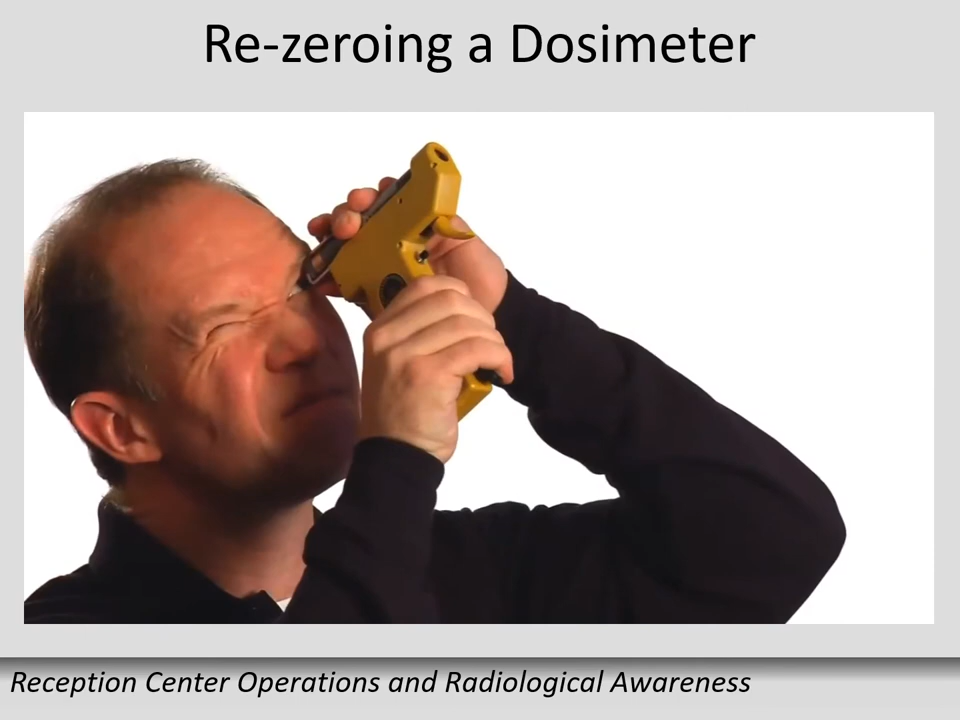 Re-zeroing a Dosimeter
Reception Center Operations and Radiological Awareness